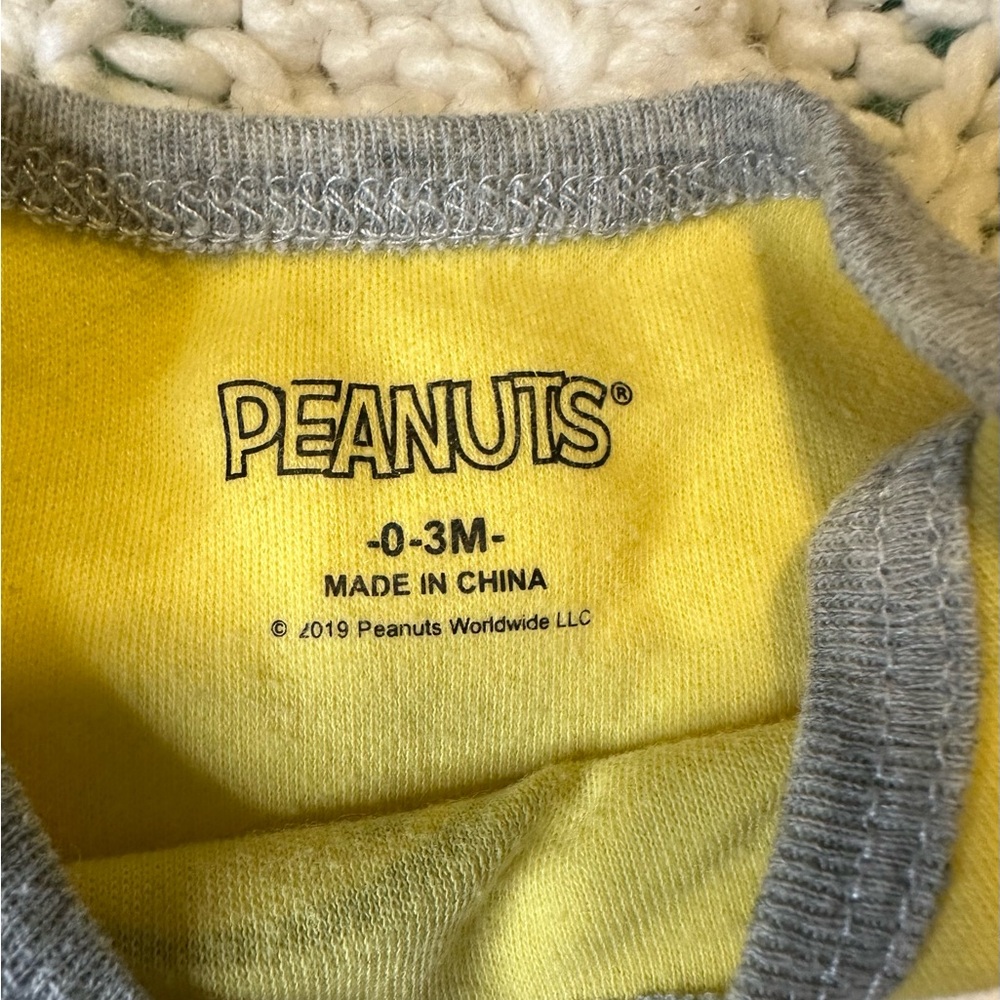 PEANUTS®
-0-3M-
MADE IN CHINA
© 2019 Peanuts Worldwide LLC